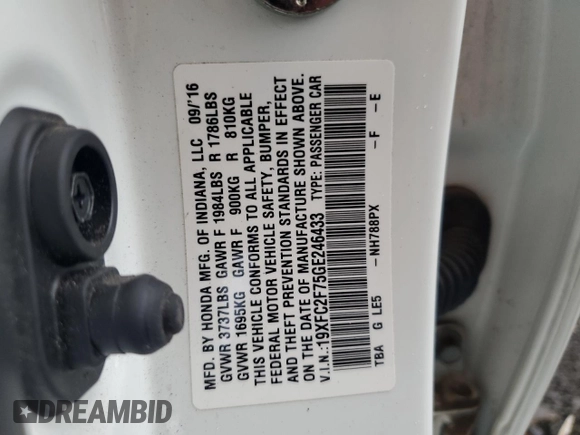 MFD. BY HONDA MFG. OF INDIANA, LLC 09/'16
GVWR 3737LBS GAWR F 1984LBS R 1786LBS
GVWR 1695KG GAWR F 900KG R 810KG
THIS VEHICLE CONFORMS TO ALL APPLICABLE
FEDERAL MOTOR VEHICLE SAFETY, BUMPER,
AND THEFT PREVENTION STANDARDS IN EFFECT
ON THE DATE OF MANUFACTURE SHOWN ABOVE.
V.I.N.:19XFC2F75GE246433 TYPE: PASSENGER CAR
TBA G LE5 -NH788PX -F -E
DREAMBID